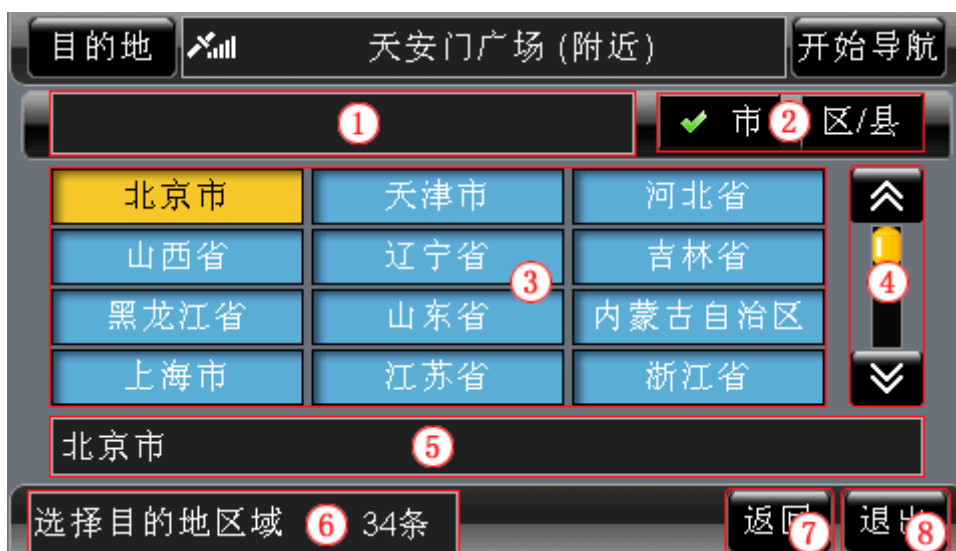 目的地 天安门广场(附近) 开始导航
① 市 ② 区/县
北京市 天津市 河北省
山西省 辽宁省 吉林省
③ ④
黑龙江省 山东省 内蒙古自治区
上海市 江苏省 浙江省
北京市 ⑤
选择目的地区域 ⑥ 34条 返回 ⑦ 退出 ⑧